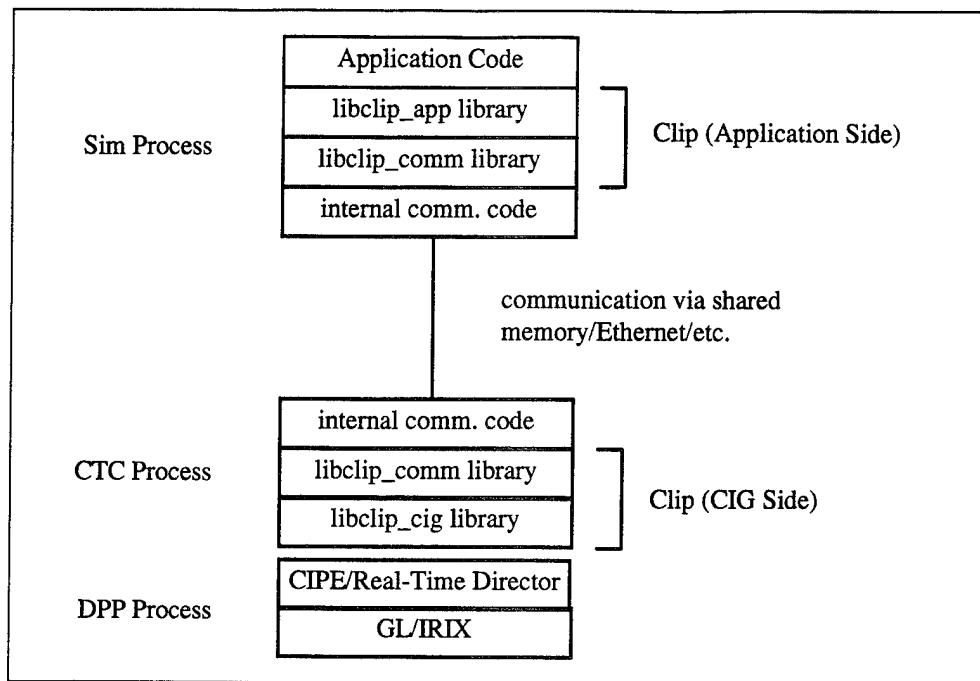 Application Code
libclip_app library
Sim Process
Clip (Application Side)
libclip_comm library
internal comm. code
communication via shared
memory/Ethernet/etc.
internal comm. code
CTC Process
libclip_comm library
Clip (CIG Side)
libclip_cig library
CIPE/Real-Time Director
DPP Process
GL/IRIX